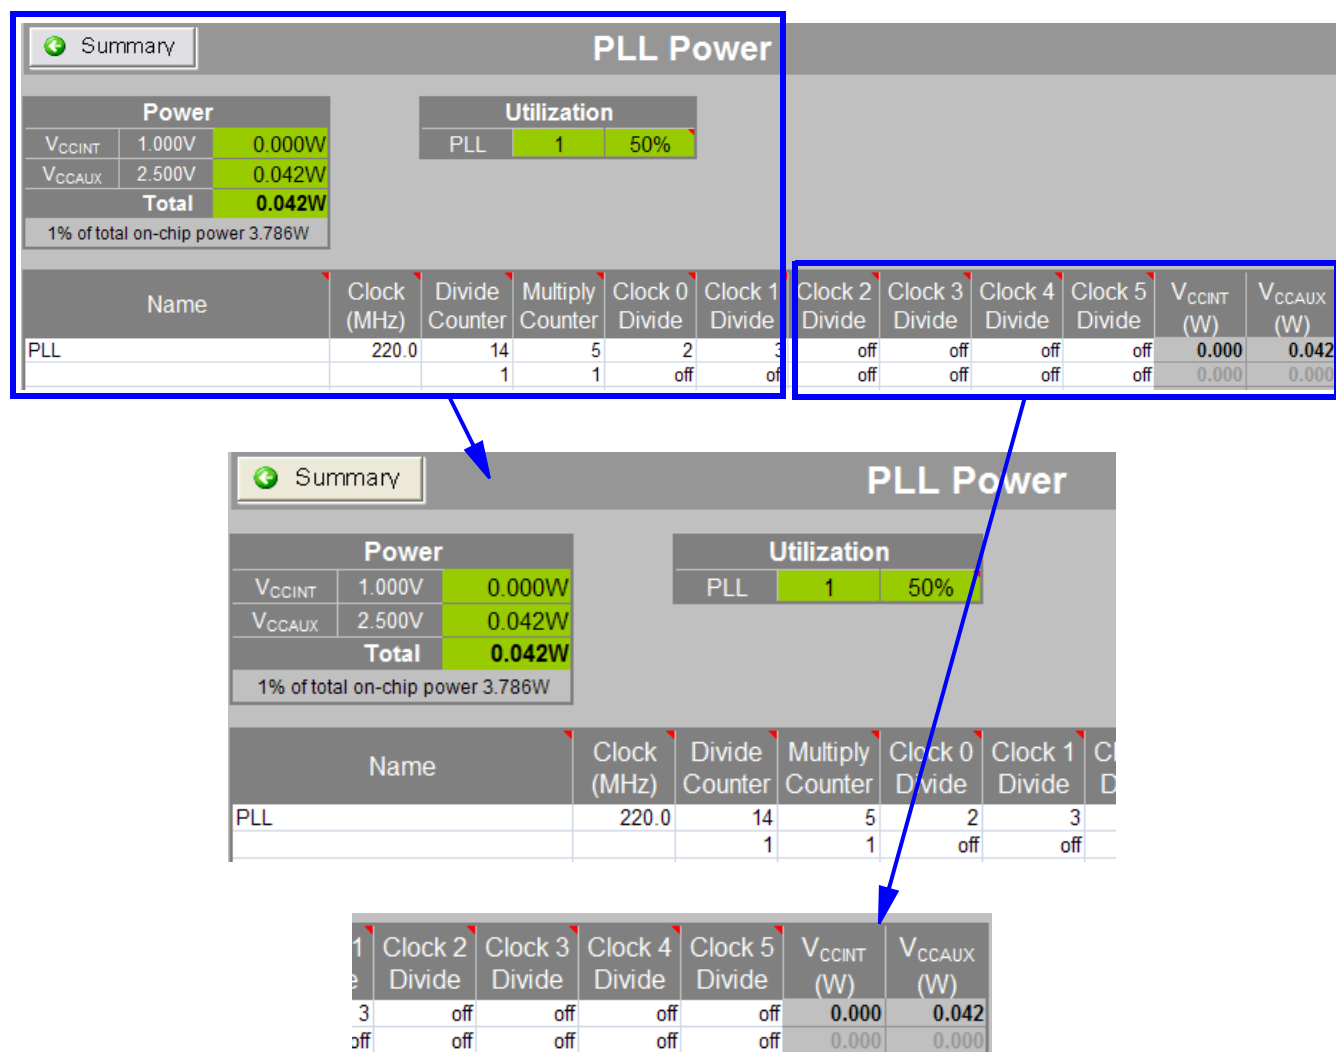 Summary
PLL Power
Power
Utilization
VCCINT 1.000V 0.000W
PLL 1 50%
VCCAUX 2.500V 0.042W
Total 0.042W
1% of total on-chip power 3.786W
Name Clock (MHz) Divide Counter Multiply Counter Clock 0 Divide Clock 1 Divide Clock 2 Divide Clock 3 Divide Clock 4 Divide Clock 5 Divide VCCINT (W) VCCAUX (W)
PLL 220.0 14 5 2 3 off off off off 0.000 0.042
1 1 off of off off off off 0.000 0.000
Summary
PLL Power
Power
Utilization
VCCINT 1.000V 0.000W
PLL 1 50%
VCCAUX 2.500V 0.042W
Total 0.042W
1% of total on-chip power 3.786W
Name Clock (MHz) Divide Counter Multiply Counter Clock 0 Divide Clock 1 Divide
PLL 220.0 14 5 2 3
1 1 off off
1 Clock 2 Divide Clock 3 Divide Clock 4 Divide Clock 5 Divide VCCINT (W) VCCAUX (W)
3 off off off off 0.000 0.042
off off off off off 0.000 0.000